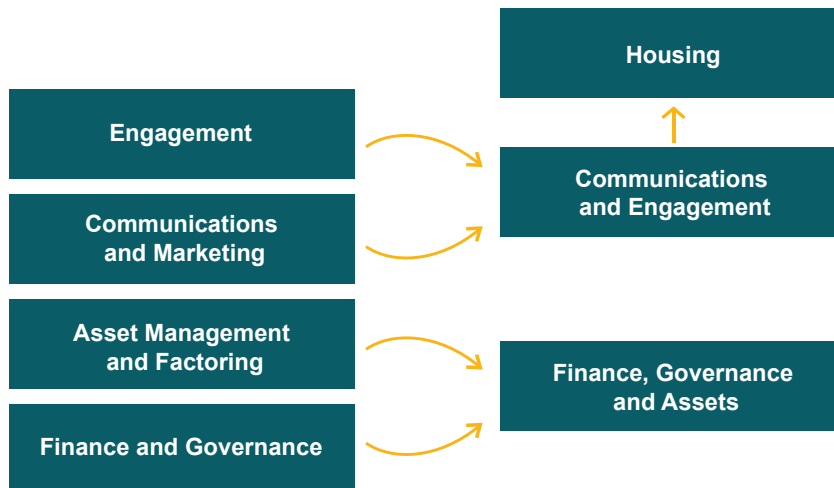 Engagement
Communications
and Marketing
Asset Management
and Factoring
Finance and Governance
Housing
Communications
and Engagement
Finance, Governance
and Assets